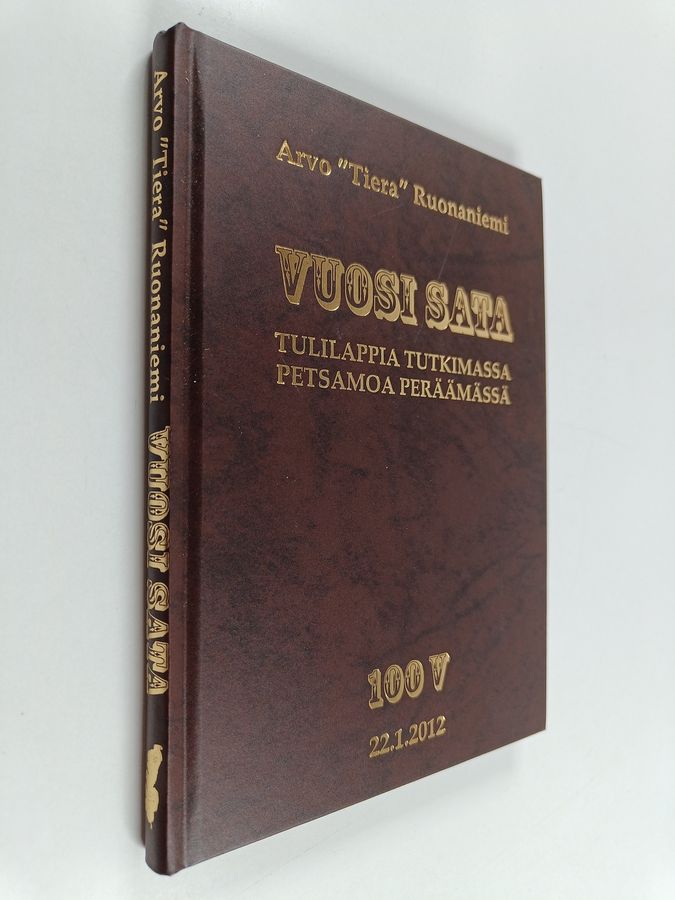 Arvo "Tiera" Ruonaniemi
VUOSI SATA
TULILAPPIA TUTKIMASSA
PETSAMOA PERÄÄMÄSSÄ
100 V
22.1.2012
Arvo "Tiera" Ruonaniemi VUOSI SATA